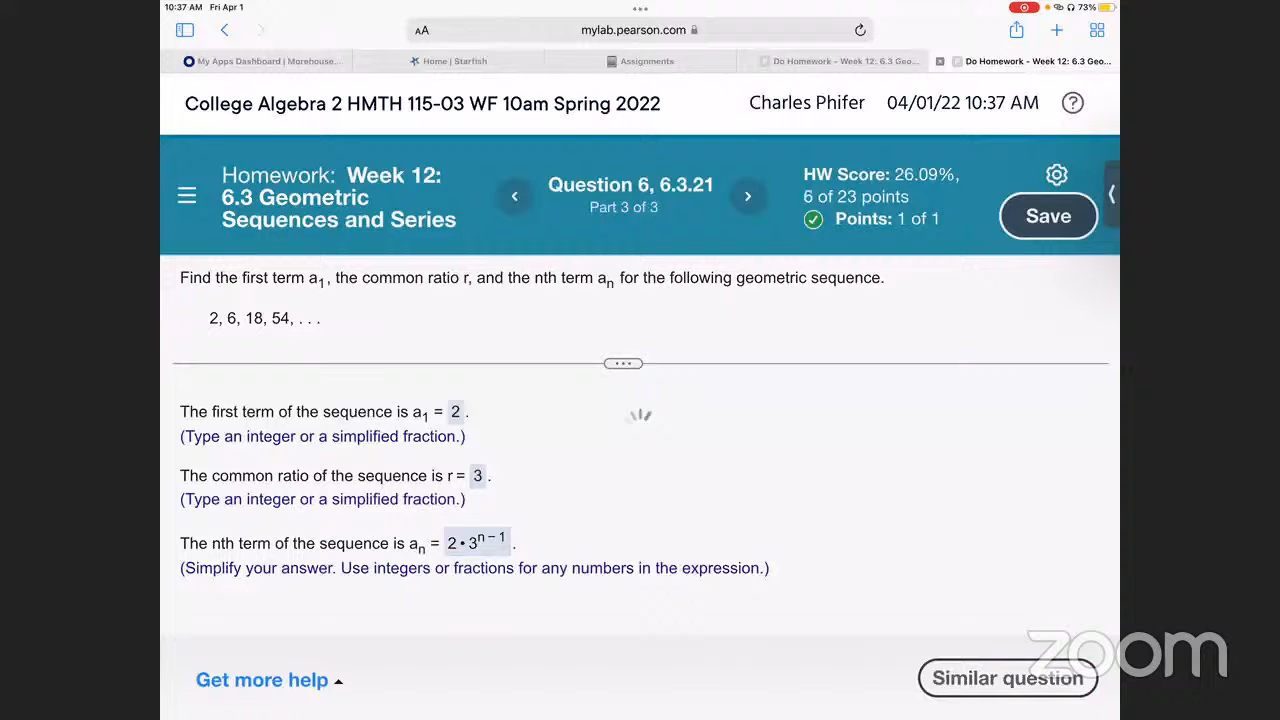 10:37 AM Fri Apr 1
73%
AA
mylab.pearson.com
My Apps Dashboard | Morehouse...
Home | Starfish
Assignments
Do Homework - Week 12: 6.3 Geo...
Do Homework - Week 12: 6.3 Geo...
College Algebra 2 HMTH 115-03 WF 10am Spring 2022
Charles Phifer
04/01/22 10:37 AM
?
Homework: Week 12:
6.3 Geometric
Sequences and Series
Question 6, 6.3.21
Part 3 of 3
HW Score: 26.09%,
6 of 23 points
Points: 1 of 1
Save
Find the first term a₁, the common ratio r, and the nth term aₙ for the following geometric sequence.
2, 6, 18, 54, . . .
The first term of the sequence is a₁ = 2 .
(Type an integer or a simplified fraction.)
The common ratio of the sequence is r = 3 .
(Type an integer or a simplified fraction.)
The nth term of the sequence is aₙ = 2 • 3ⁿ⁻¹ .
(Simplify your answer. Use integers or fractions for any numbers in the expression.)
Get more help
Similar question
zoom